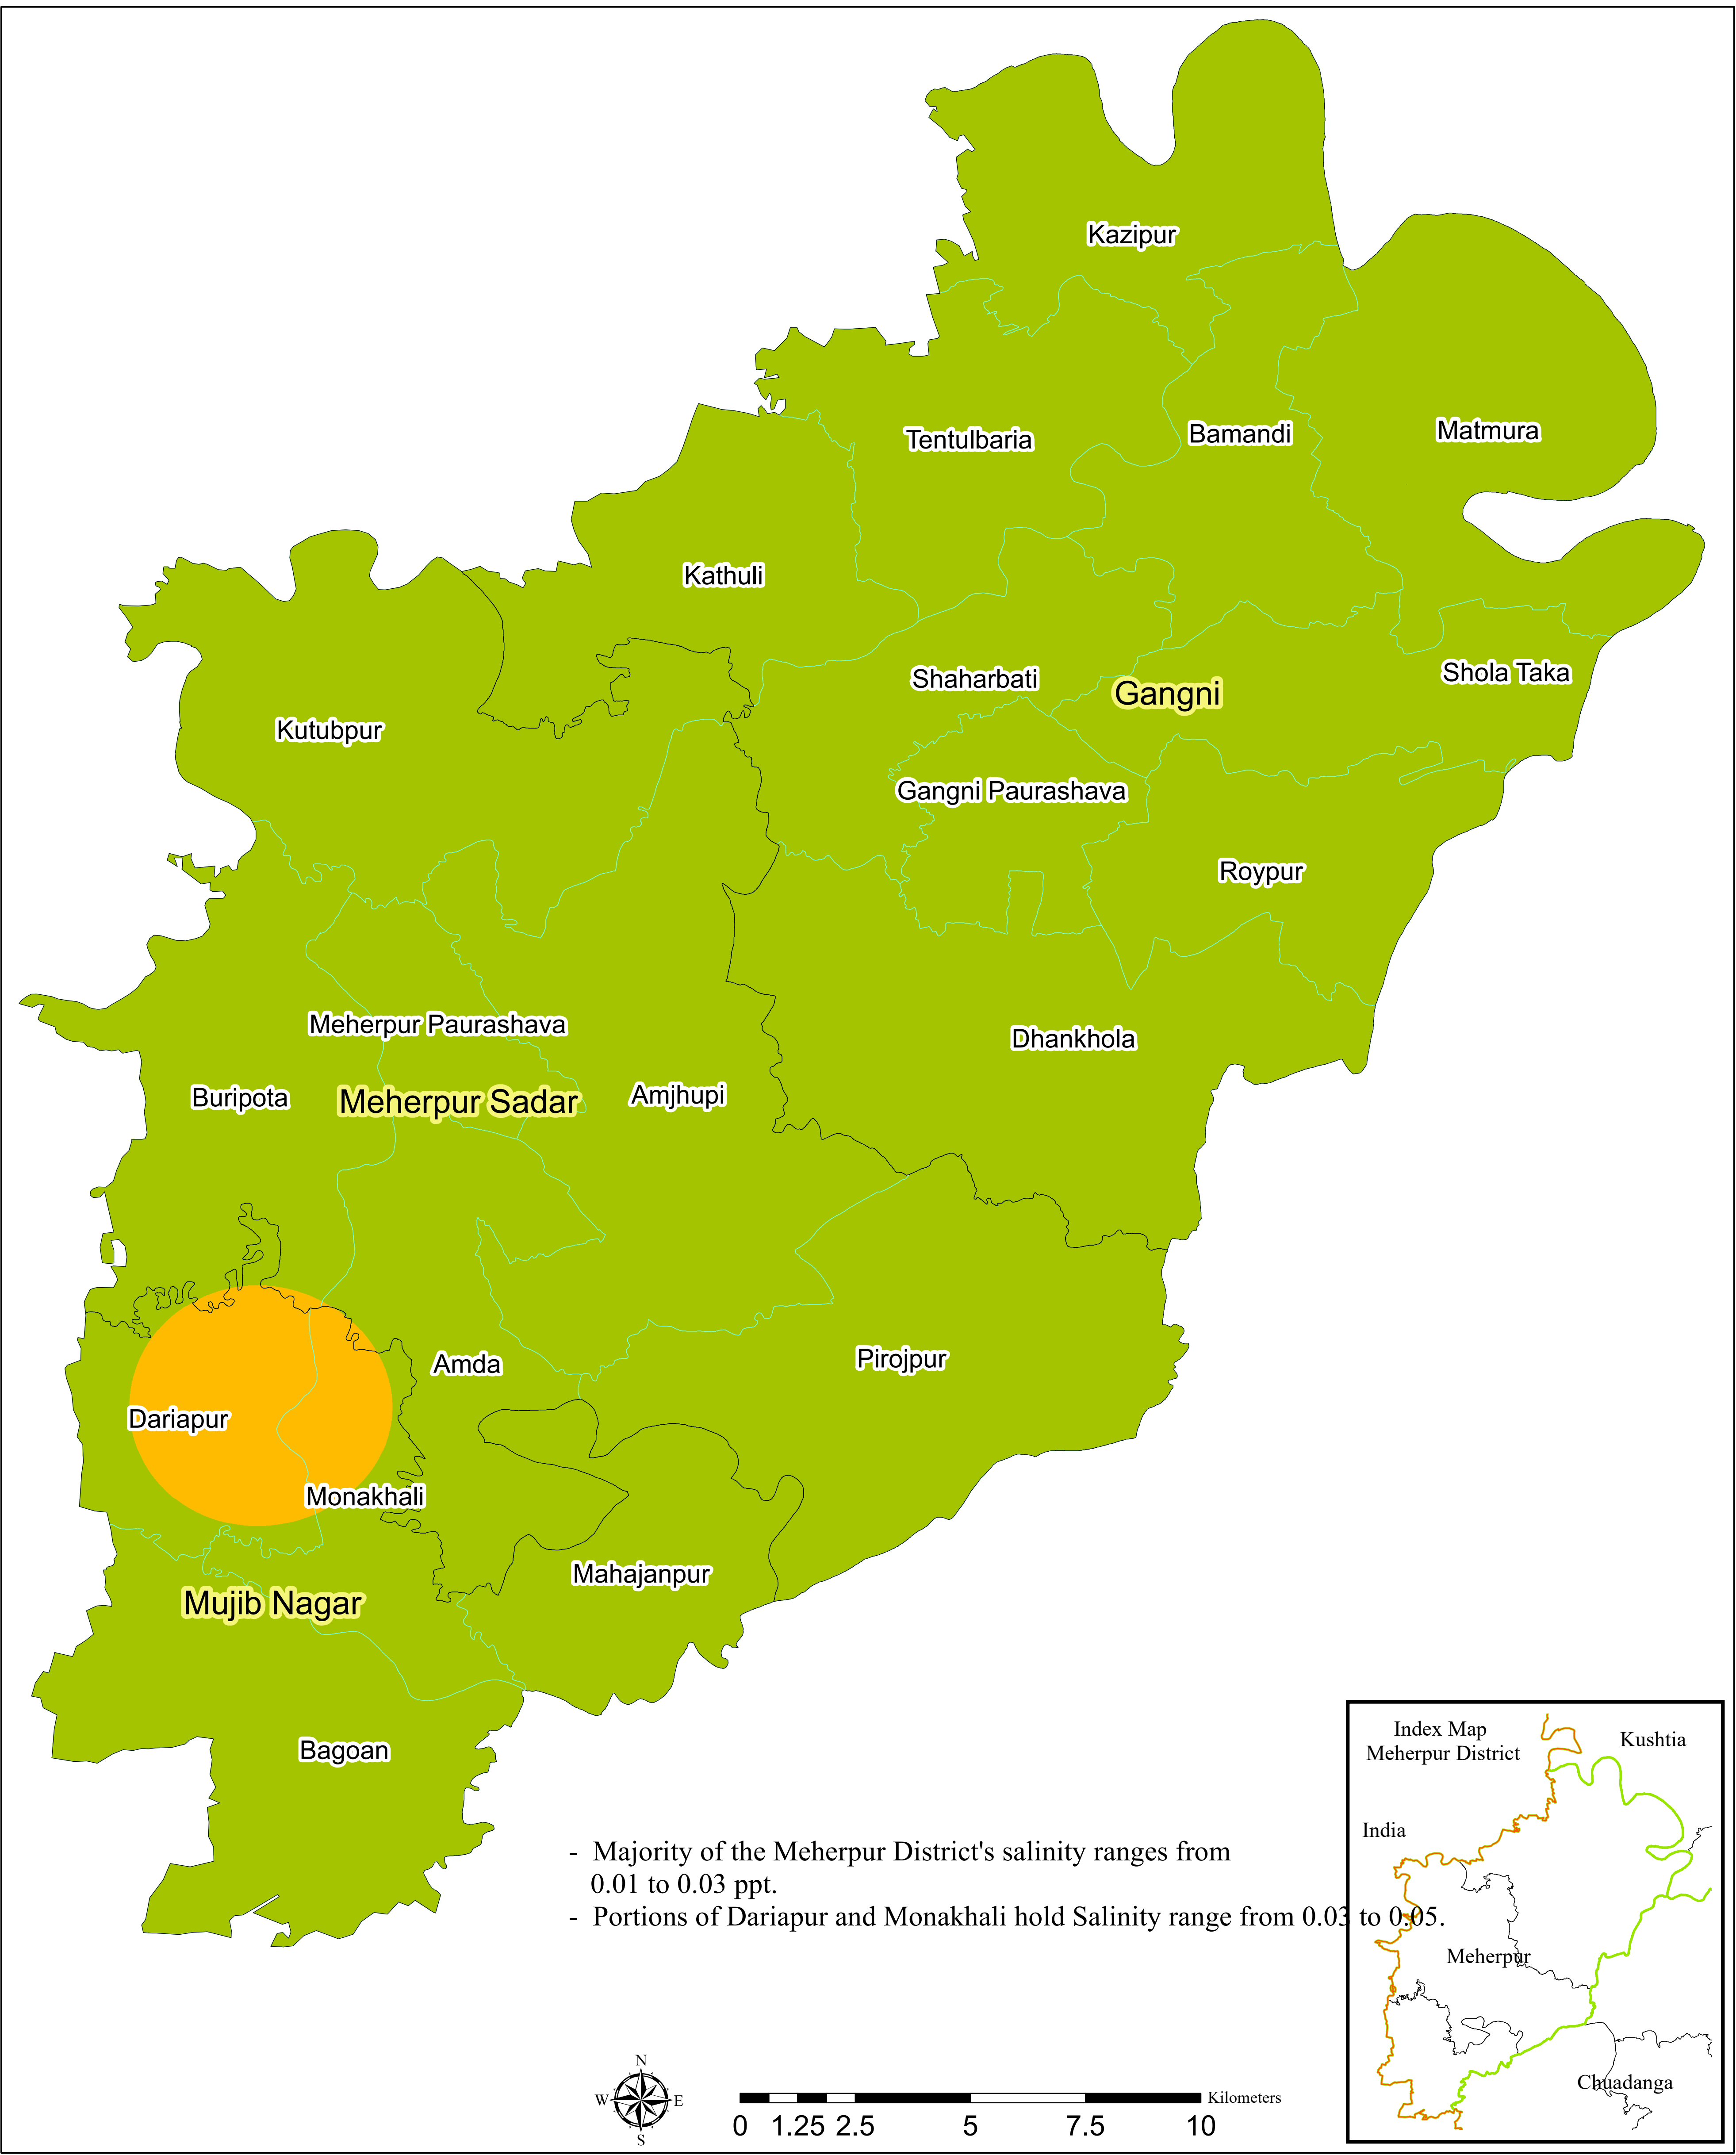 Kazipur
Tentulbaria
Bamandi
Matmura
Kathuli
Shaharbati
Gangni
Shola Taka
Kutubpur
Gangni Paurashava
Roypur
Meherpur Paurashava
Dhankhola
Buripota
Meherpur Sadar
Amjhupi
Amda
Pirojpur
Dariapur
Monakhali
Mahajanpur
Mujib Nagar
Bagoan
- Majority of the Meherpur District's salinity ranges from
0.01 to 0.03 ppt.
- Portions of Dariapur and Monakhali hold Salinity range from 0.03 to 0.05.
Index Map
Meherpur District
Kushtia
India
Meherpur
Chuadanga
N
W E
S
Kilometers
0 1.25 2.5 5 7.5 10